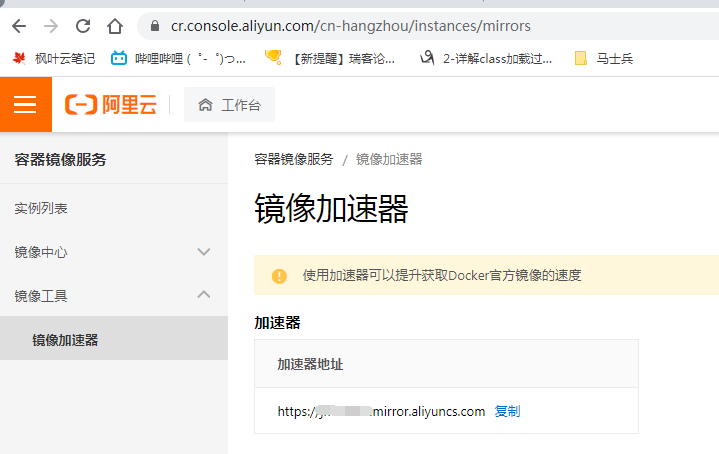 cr.console.aliyun.com/cn-hangzhou/instances/mirrors
枫叶云笔记 哔哩哔哩 ( ゜- ゜)つ... 【新提醒】瑞客论... 2-详解class加载过... 马士兵
阿里云 工作台
容器镜像服务
实例列表
镜像中心
镜像工具
镜像加速器
容器镜像服务 / 镜像加速器
镜像加速器
使用加速器可以提升获取Docker官方镜像的速度
加速器
加速器地址
https:// .mirror.aliyuncs.com 复制